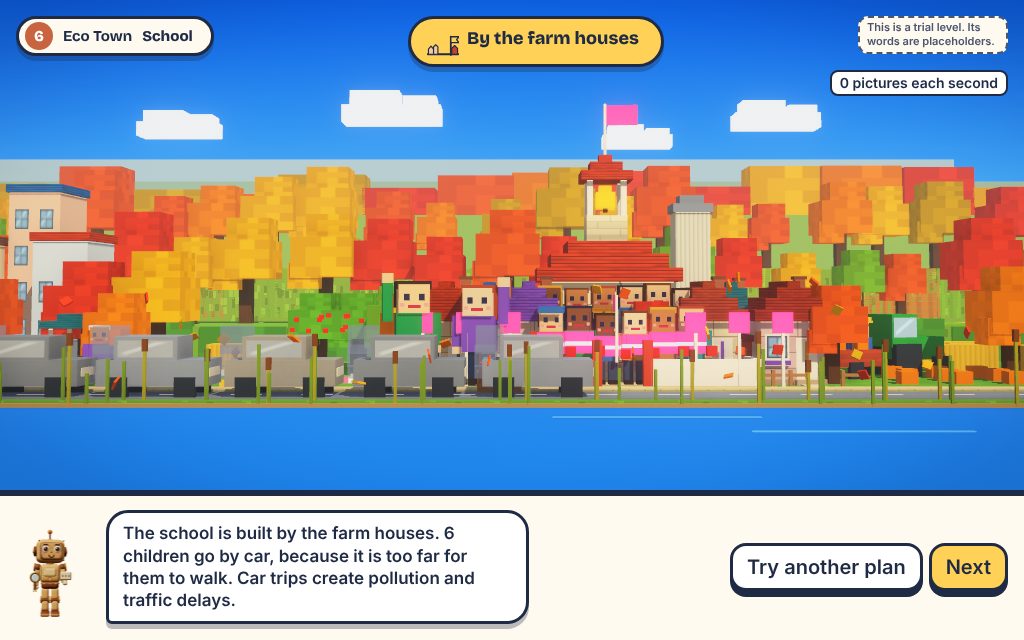 6 Eco Town School
By the farm houses
This is a trial level. Its
words are placeholders.
0 pictures each second
The school is built by the farm houses. 6
children go by car, because it is too far for
them to walk. Car trips create pollution and
traffic delays.
Try another plan
Next